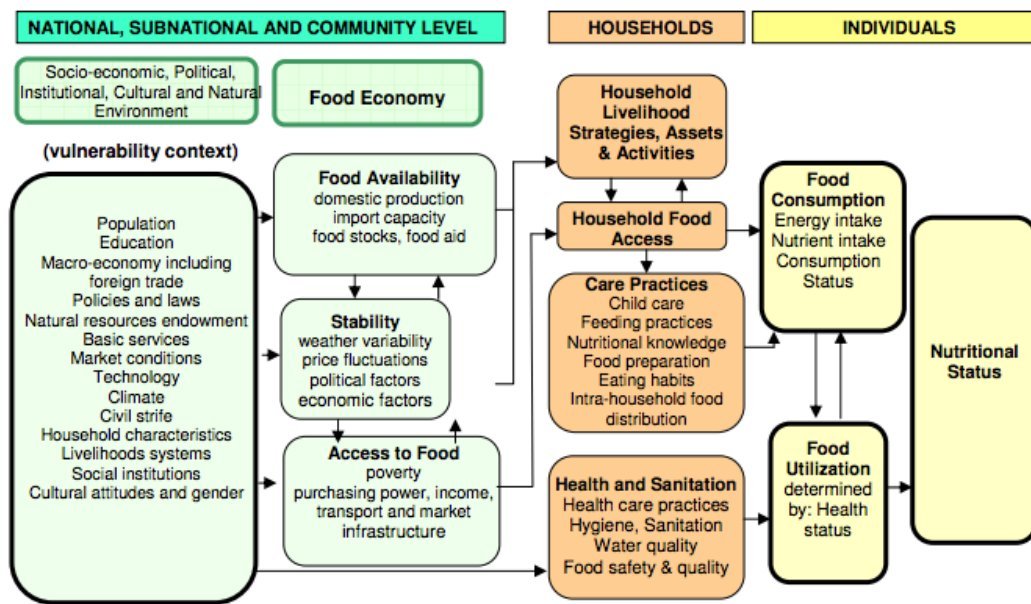 NATIONAL, SUBNATIONAL AND COMMUNITY LEVEL
HOUSEHOLDS
INDIVIDUALS
Socio-economic, Political,
Institutional, Cultural and Natural
Environment
Food Economy
(vulnerability context)
Population
Education
Macro-economy including
foreign trade
Policies and laws
Natural resources endowment
Basic services
Market conditions
Technology
Climate
Civil strife
Household characteristics
Livelihoods systems
Social institutions
Cultural attitudes and gender
Food Availability
domestic production
import capacity
food stocks, food aid
Stability
weather variability
price fluctuations
political factors
economic factors
Access to Food
poverty
purchasing power, income,
transport and market
infrastructure
Household
Livelihood
Strategies, Assets
& Activities
Household Food
Access
Care Practices
Child care
Feeding practices
Nutritional knowledge
Food preparation
Eating habits
Intra-household food
distribution
Health and Sanitation
Health care practices
Hygiene, Sanitation
Water quality
Food safety & quality
Food
Consumption
Energy intake
Nutrient intake
Consumption
Status
Food
Utilization
determined
by: Health
status
Nutritional
Status